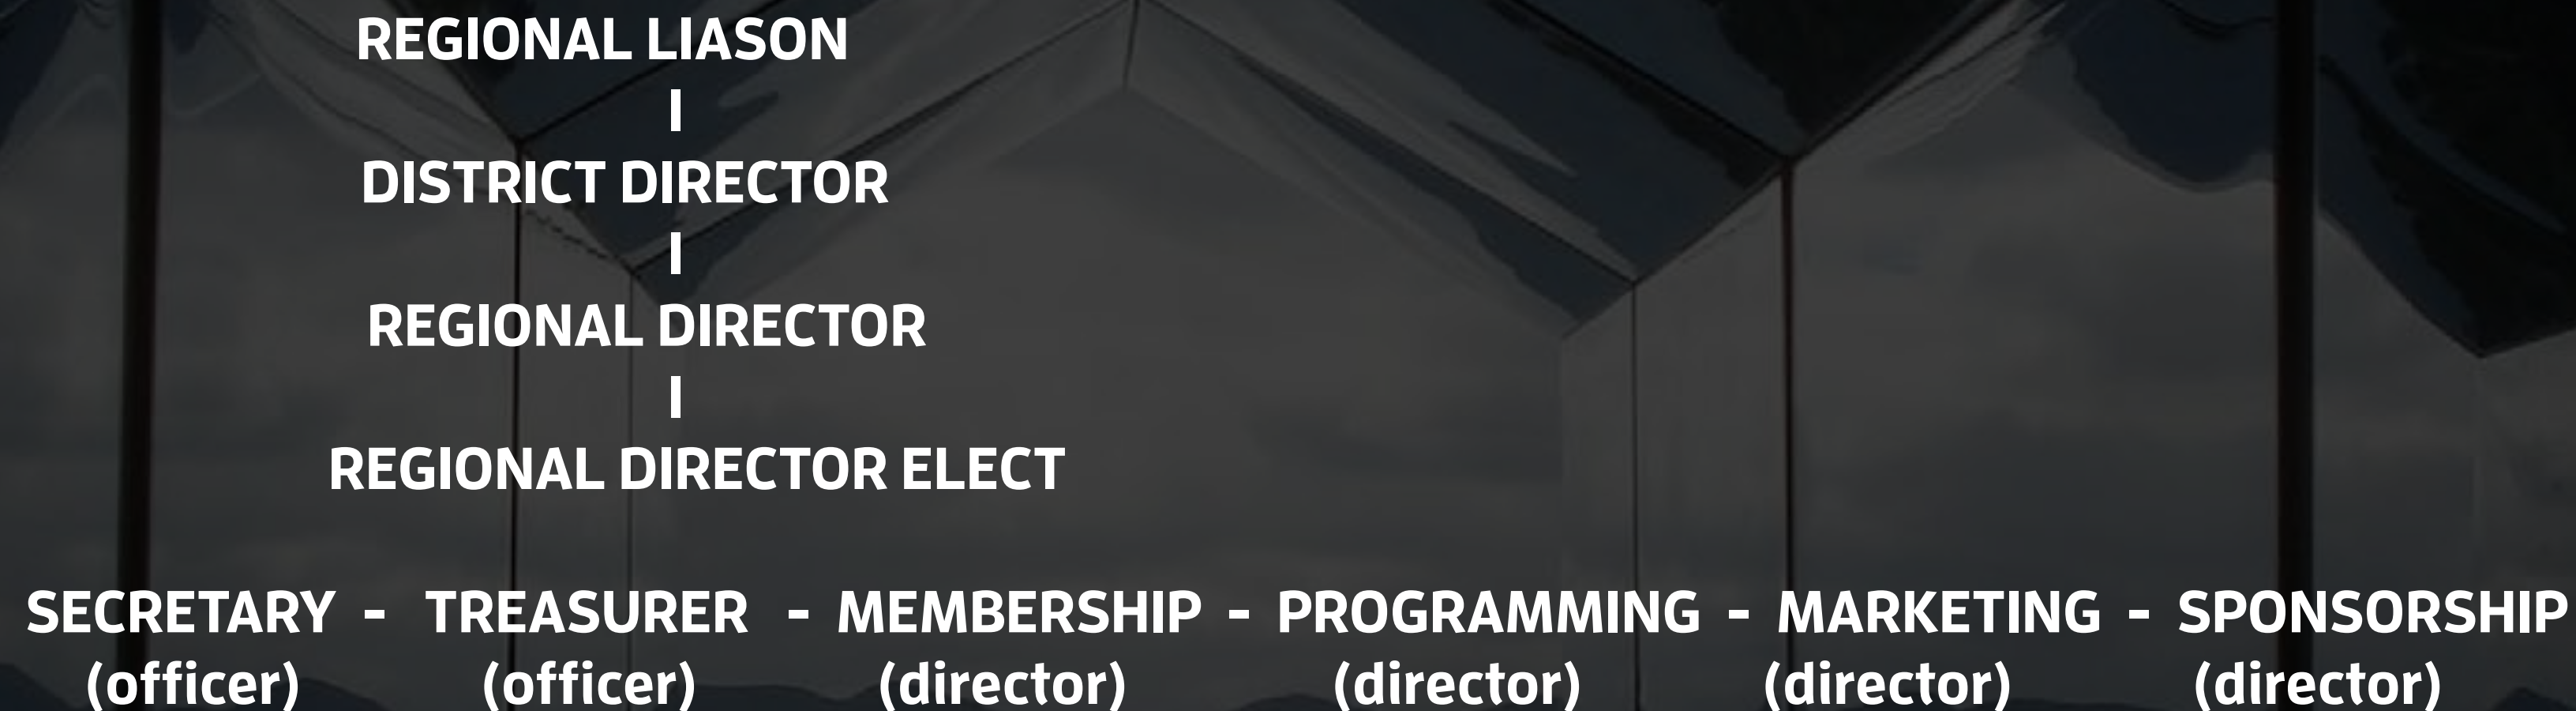 REGIONAL LIASON
|
DISTRICT DIRECTOR
|
REGIONAL DIRECTOR
|
REGIONAL DIRECTOR ELECT
SECRETARY - TREASURER - MEMBERSHIP - PROGRAMMING - MARKETING - SPONSORSHIP
(officer) (officer) (director) (director) (director) (director)